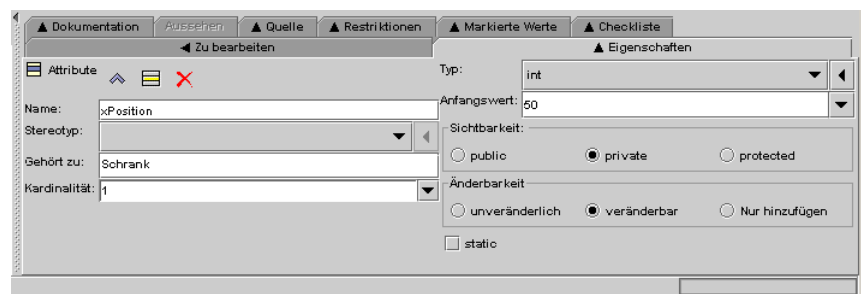 Dokumentation Aussehen Quelle Restriktionen Markierte Werte Checkliste
Zu bearbeiten Eigenschaften
Attribute
Name: xPosition
Stereotyp:
Gehört zu: Schrank
Kardinalität: 1
Typ: int
Anfangswert: 50
Sichtbarkeit:
public private protected
Änderbarkeit
unveränderlich veränderbar Nur hinzufügen
static